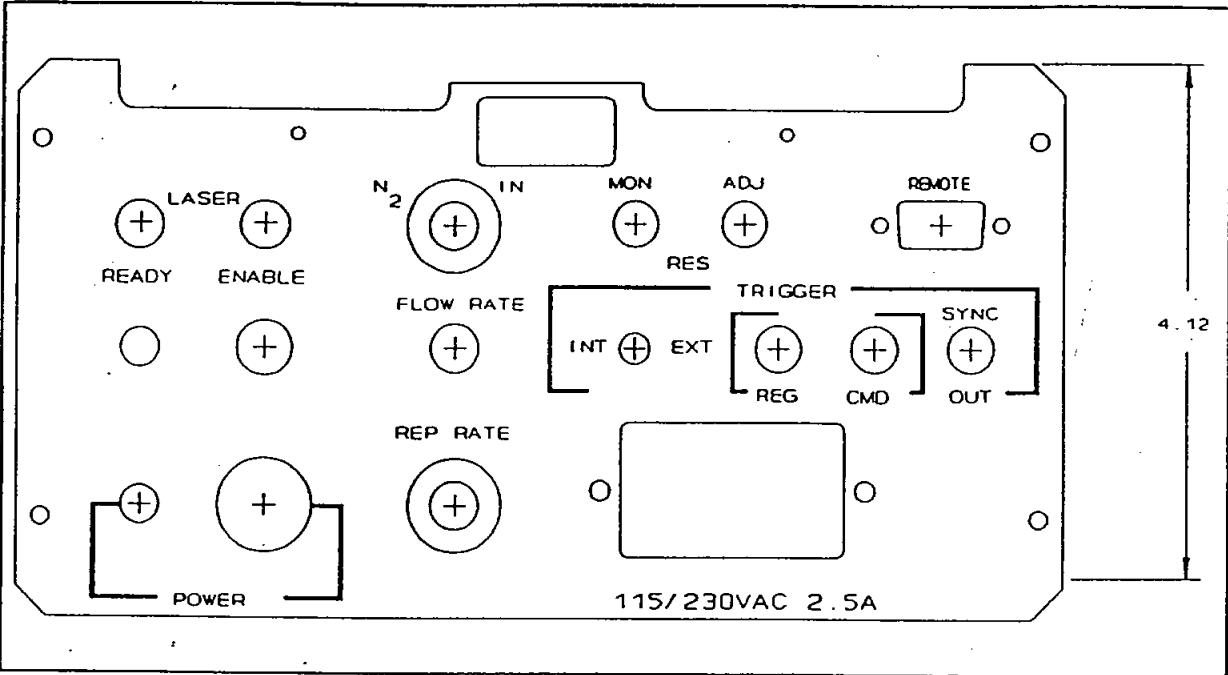 LASER
READY ENABLE
N2 IN
MON ADJ
RES
REMOTE
FLOW RATE
TRIGGER
INT EXT
REG CMD
SYNC
OUT
4.12
REP RATE
POWER
115/230VAC 2.5A